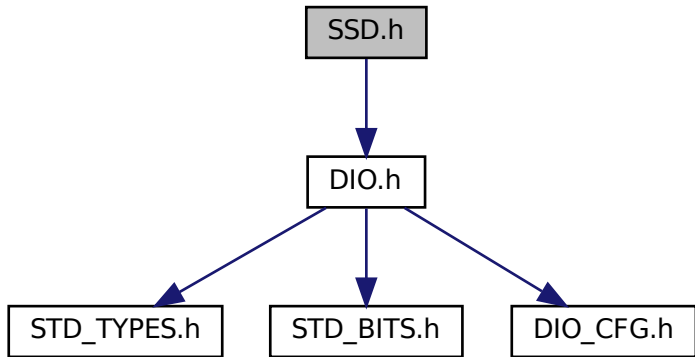 SSD.h
DIO.h
STD_TYPES.h
STD_BITS.h
DIO_CFG.h